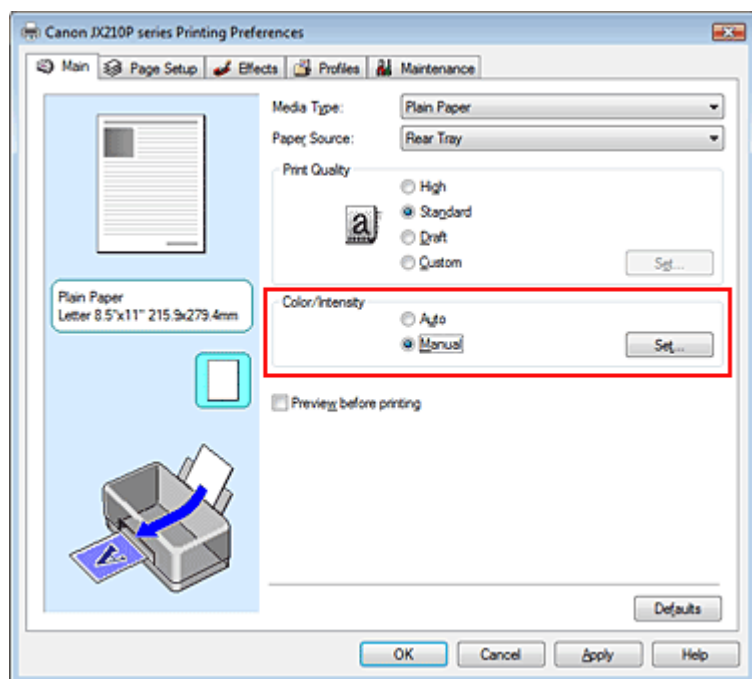 Canon JX210P series Printing Preferences
Main Page Setup Effects Profiles Maintenance
Media Type: Plain Paper
Paper Source: Rear Tray
Print Quality
High
a Standard
Draft
Custom Set...
Plain Paper
Letter 8.5"x11" 215.9x279.4mm
Color/Intensity
Auto
Manual Set...
Preview before printing
Defaults
OK Cancel Apply Help